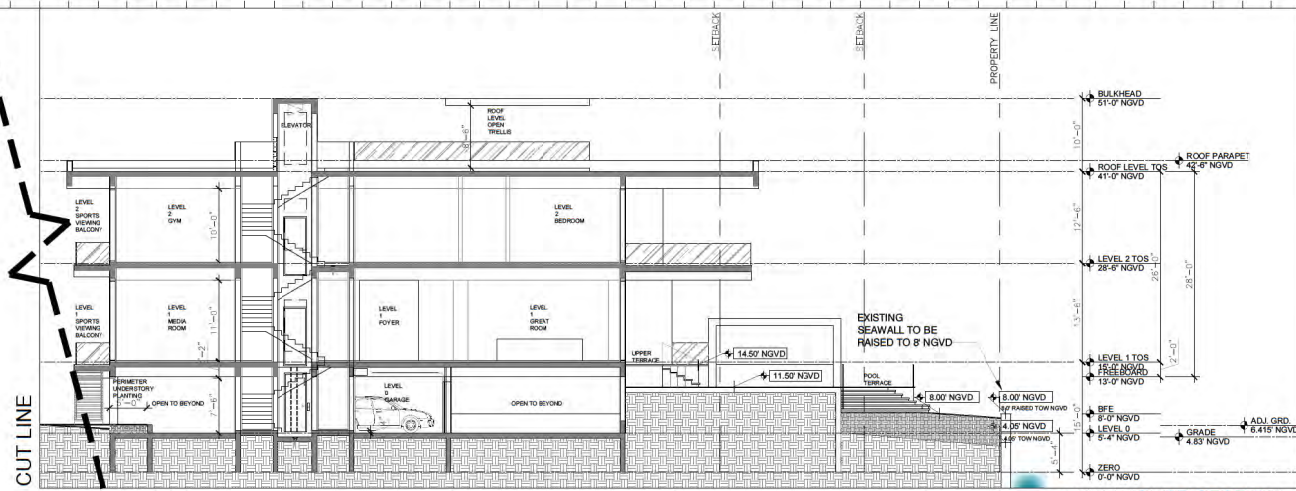 SETBACK
SETBACK
PROPERTY LINE
BULKHEAD
51'-0" NGVD
10'-0"
ROOF
LEVEL
OPEN
TRELLIS
8'-6"
ELEVATOR
ROOF PARAPET
42'-6" NGVD
ROOF LEVEL TOS
41'-0" NGVD
LEVEL
2
SPORTS
VIEWING
BALCONY
LEVEL
2
GYM
10'-0"
LEVEL
2
BEDROOM
12'-6"
LEVEL 2 TOS
28'-6" NGVD
26'-0"
28'-0"
LEVEL
1
SPORTS
VIEWING
BALCONY
LEVEL
1
MEDIA
ROOM
11'-0"
LEVEL
1
FOYER
LEVEL
1
GREAT
ROOM
EXISTING
SEAWALL TO BE
RAISED TO 8' NGVD
13'-6"
UPPER
TERRACE
14.50' NGVD
2'-0"
LEVEL 1 TOS
15'-0" NGVD
FREEBOARD
13'-0" NGVD
PERIMETER
UNDERSTORY
PLANTING
5'-0"
OPEN TO BEYOND
7'-6"
LEVEL
0
GARAGE
OPEN TO BEYOND
11.50' NGVD
POOL
TERRACE
8.00' NGVD
8.00' NGVD
8.0' RAISED TOW NGVD
4.05' NGVD
4.05' TOW NGVD
15'-0"
BFE
8'-0" NGVD
LEVEL 0
5'-4" NGVD
ADJ. GRD.
6.415' NGVD
GRADE
4.83' NGVD
5'-4"
ZERO
0'-0" NGVD
CUT LINE